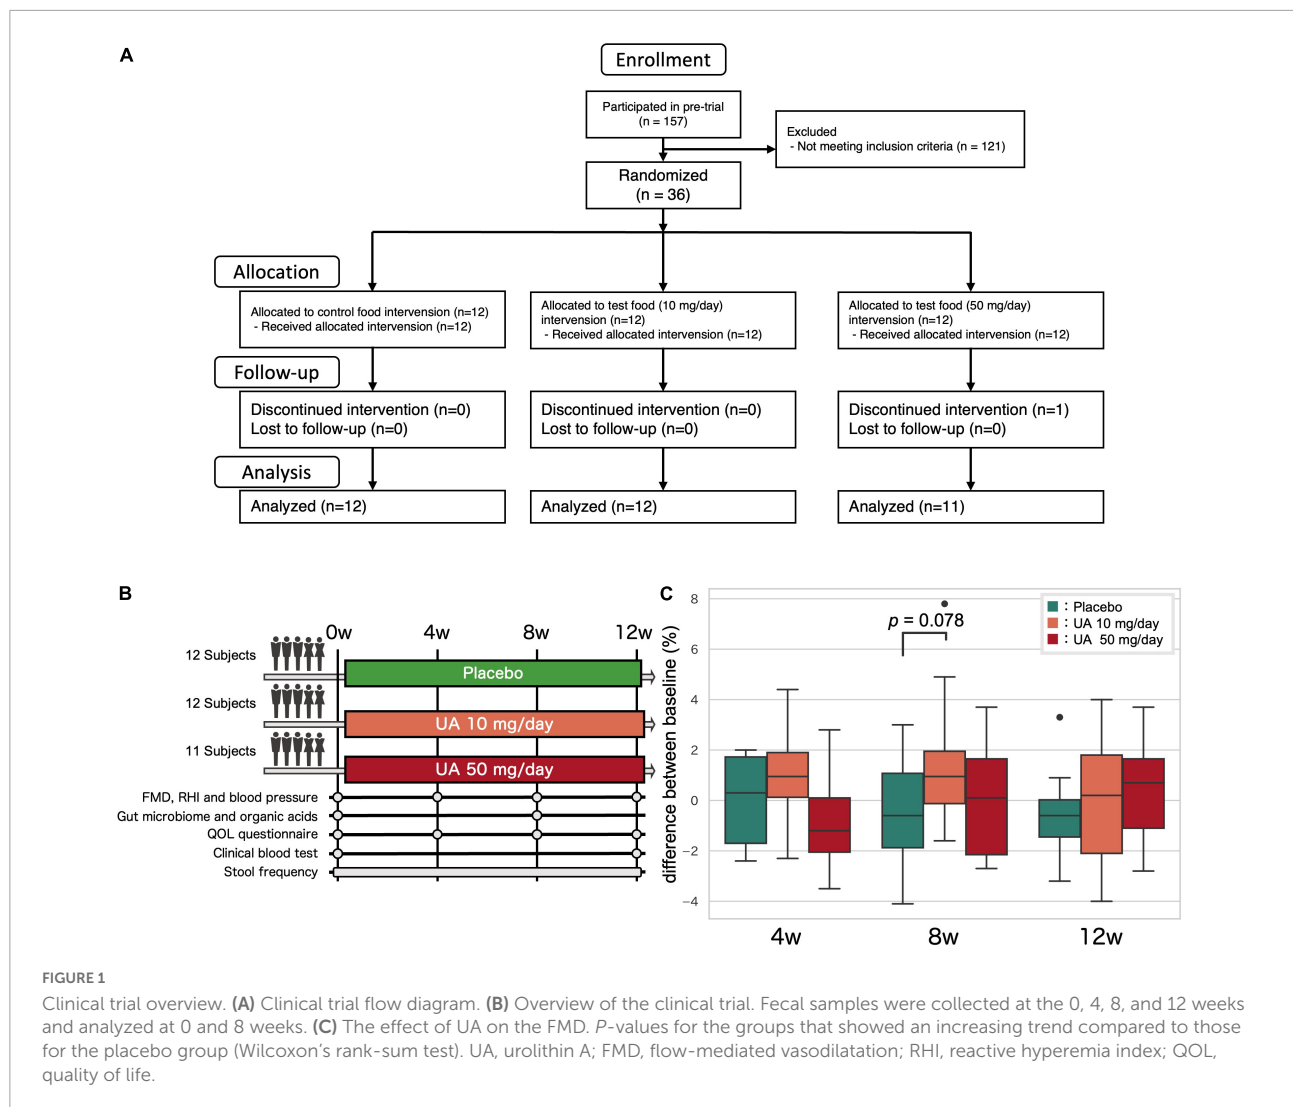 A
Enrollment
Participated in pre-trial
(n = 157)
Excluded
- Not meeting inclusion criteria (n = 121)
Randomized
(n = 36)
Allocation
Allocated to control food intervension (n=12)
- Received allocated intervension (n=12)
Allocated to test food (10 mg/day)
intervension (n=12)
- Received allocated intervension (n=12)
Allocated to test food (50 mg/day)
intervension (n=12)
- Received allocated intervension (n=12)
Follow-up
Discontinued intervention (n=0)
Lost to follow-up (n=0)
Discontinued intervention (n=0)
Lost to follow-up (n=0)
Discontinued intervention (n=1)
Lost to follow-up (n=0)
Analysis
Analyzed (n=12)
Analyzed (n=12)
Analyzed (n=11)
B
0w 4w 8w 12w
12 Subjects
Placebo
12 Subjects
UA 10 mg/day
11 Subjects
UA 50 mg/day
FMD, RHI and blood pressure
Gut microbiome and organic acids
QOL questionnaire
Clinical blood test
Stool frequency
C
difference between baseline (%)
8
6
4
2
0
−2
−4
p = 0.078
: Placebo
: UA 10 mg/day
: UA 50 mg/day
4w 8w 12w
FIGURE 1
Clinical trial overview. (A) Clinical trial flow diagram. (B) Overview of the clinical trial. Fecal samples were collected at the 0, 4, 8, and 12 weeks
and analyzed at 0 and 8 weeks. (C) The effect of UA on the FMD. P-values for the groups that showed an increasing trend compared to those
for the placebo group (Wilcoxon's rank-sum test). UA, urolithin A; FMD, flow-mediated vasodilatation; RHI, reactive hyperemia index; QOL,
quality of life.